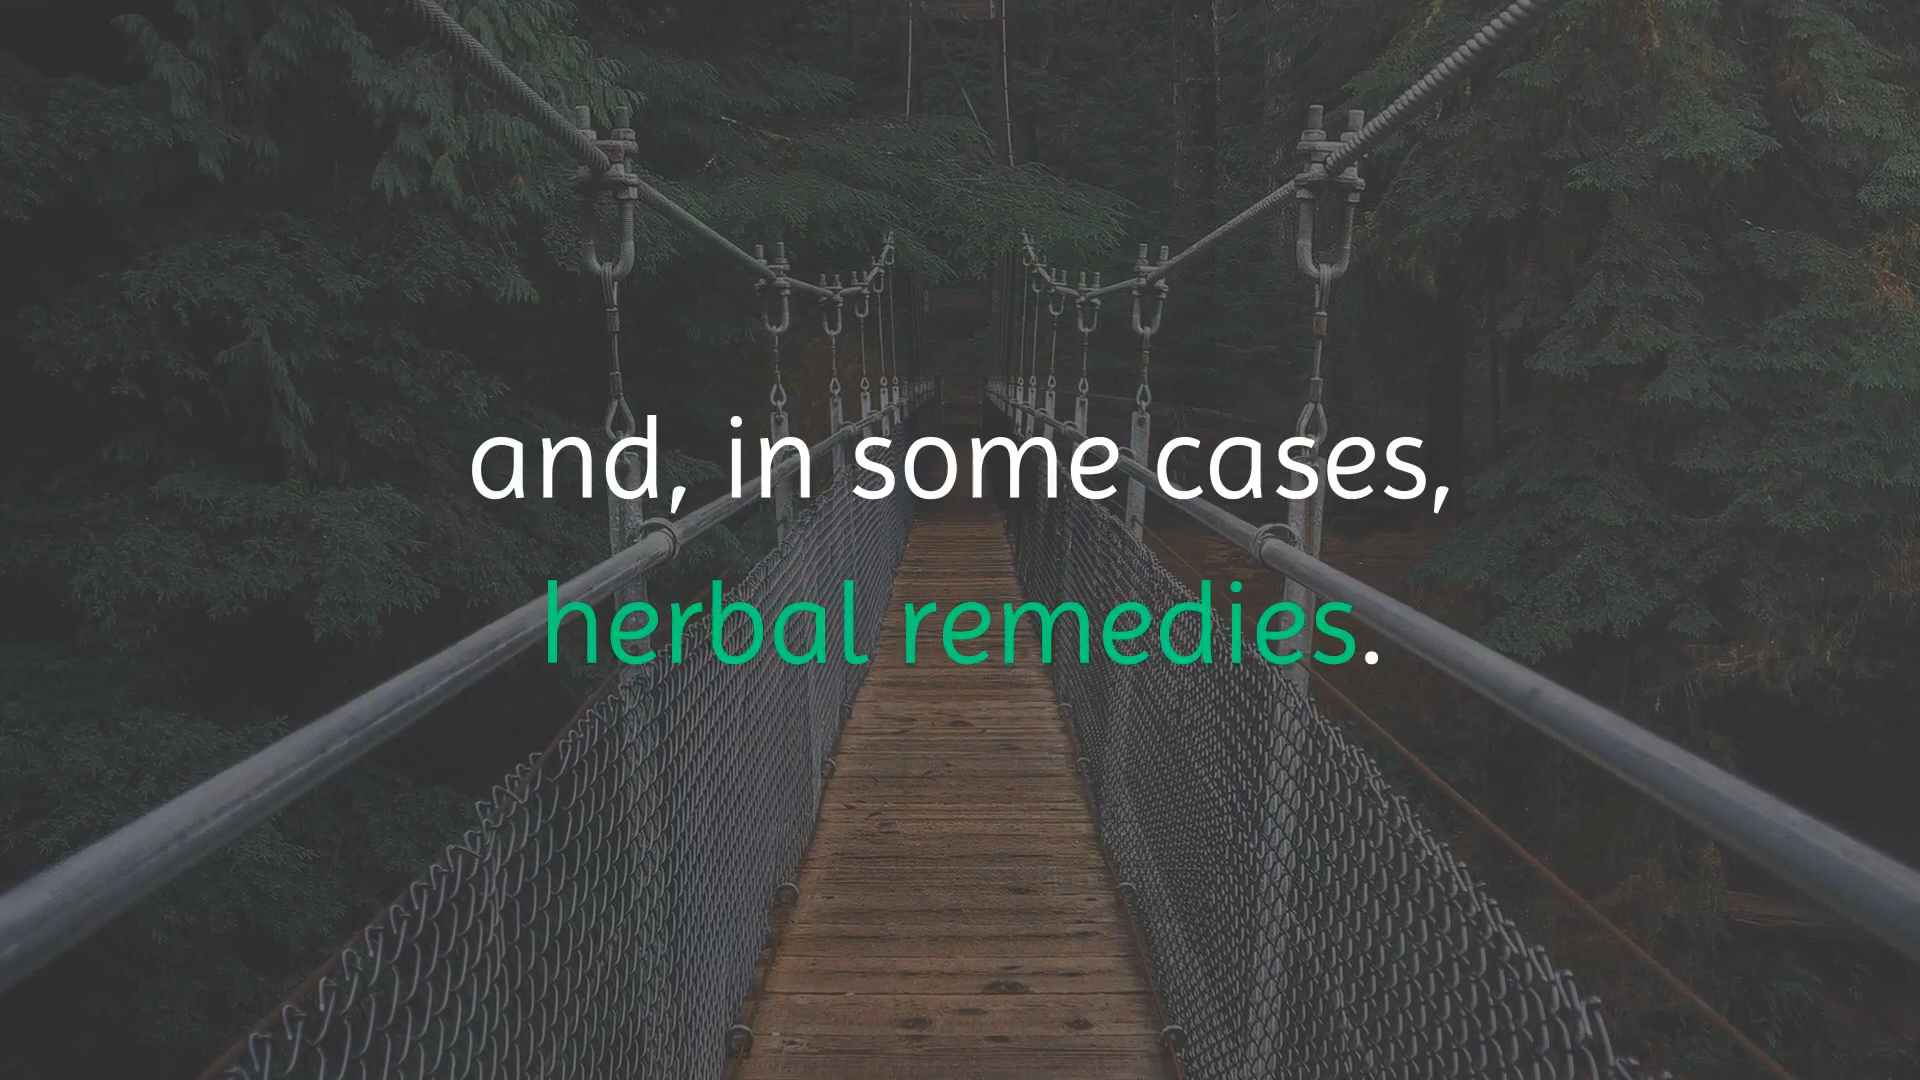 and, in some cases,
herbal remedies.